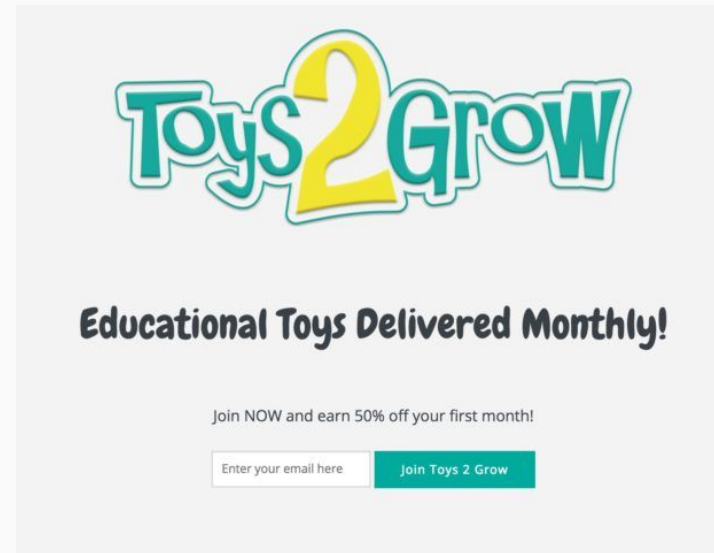 Toys2Grow
Educational Toys Delivered Monthly!
Join NOW and earn 50% off your first month!
Enter your email here
Join Toys 2 Grow